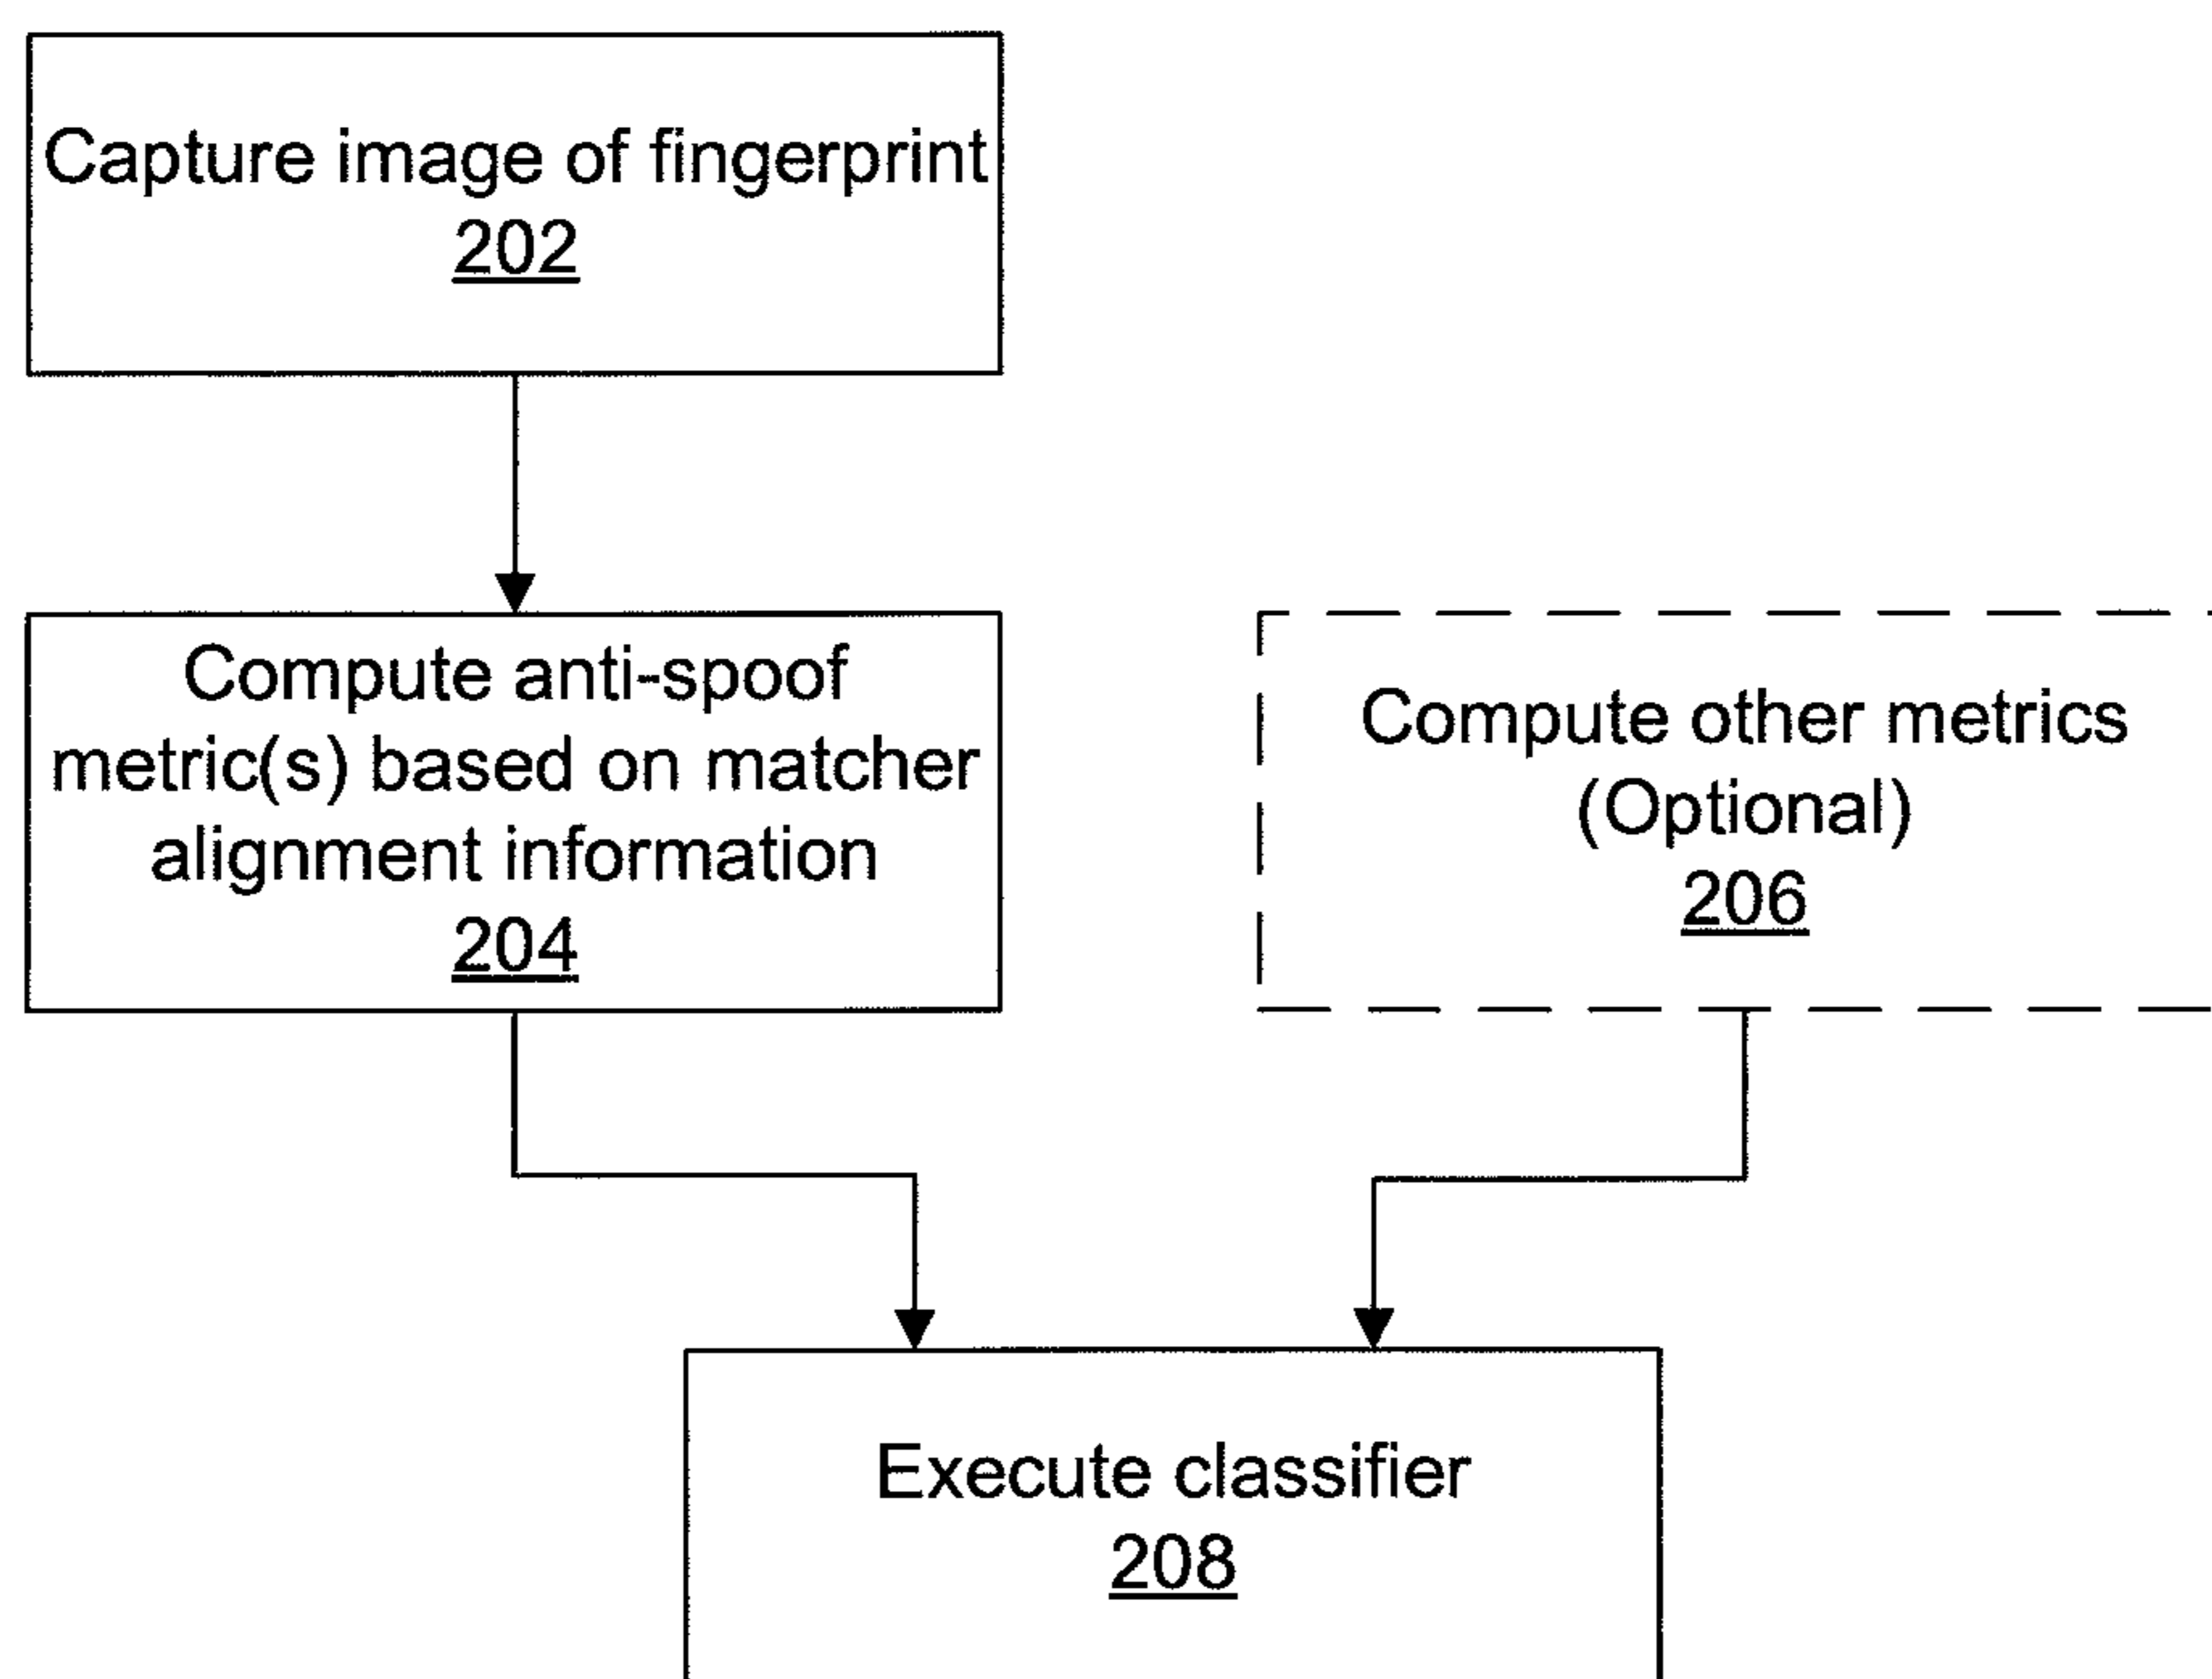 Capture image of fingerprint
202
Compute anti-spoof
metric(s) based on matcher
alignment information
204
Compute other metrics
(Optional)
206
Execute classifier
208